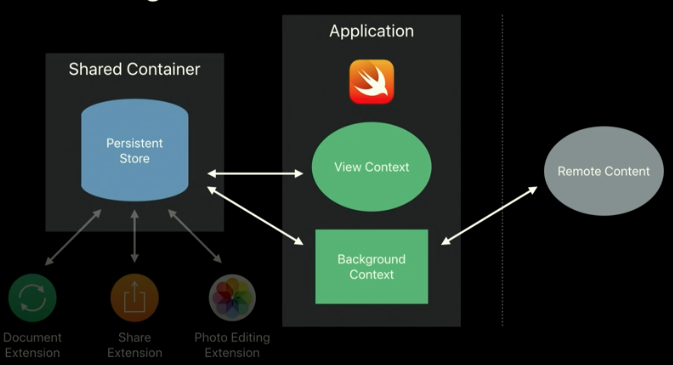 Application
Shared Container
Persistent
Store
View Context
Remote Content
Background
Context
Document
Extension
Share
Extension
Photo Editing
Extension